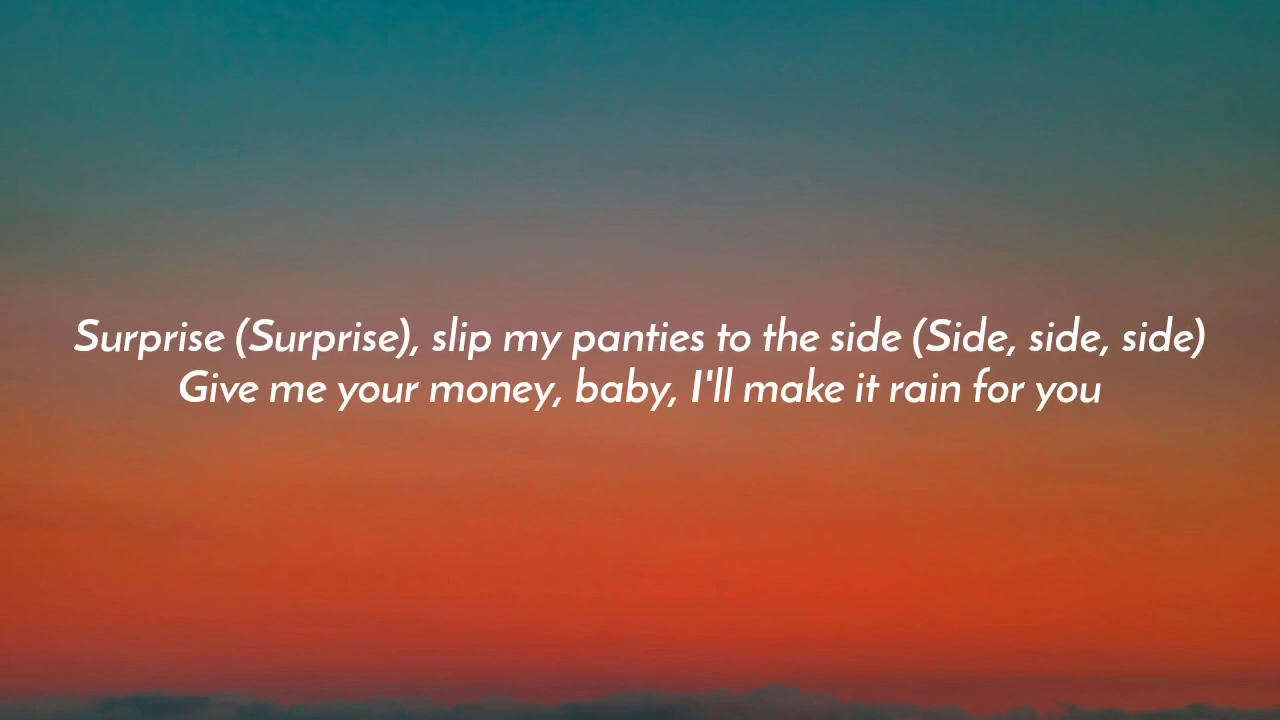 Surprise (Surprise), slip my panties to the side (Side, side, side)
Give me your money, baby, I'll make it rain for you